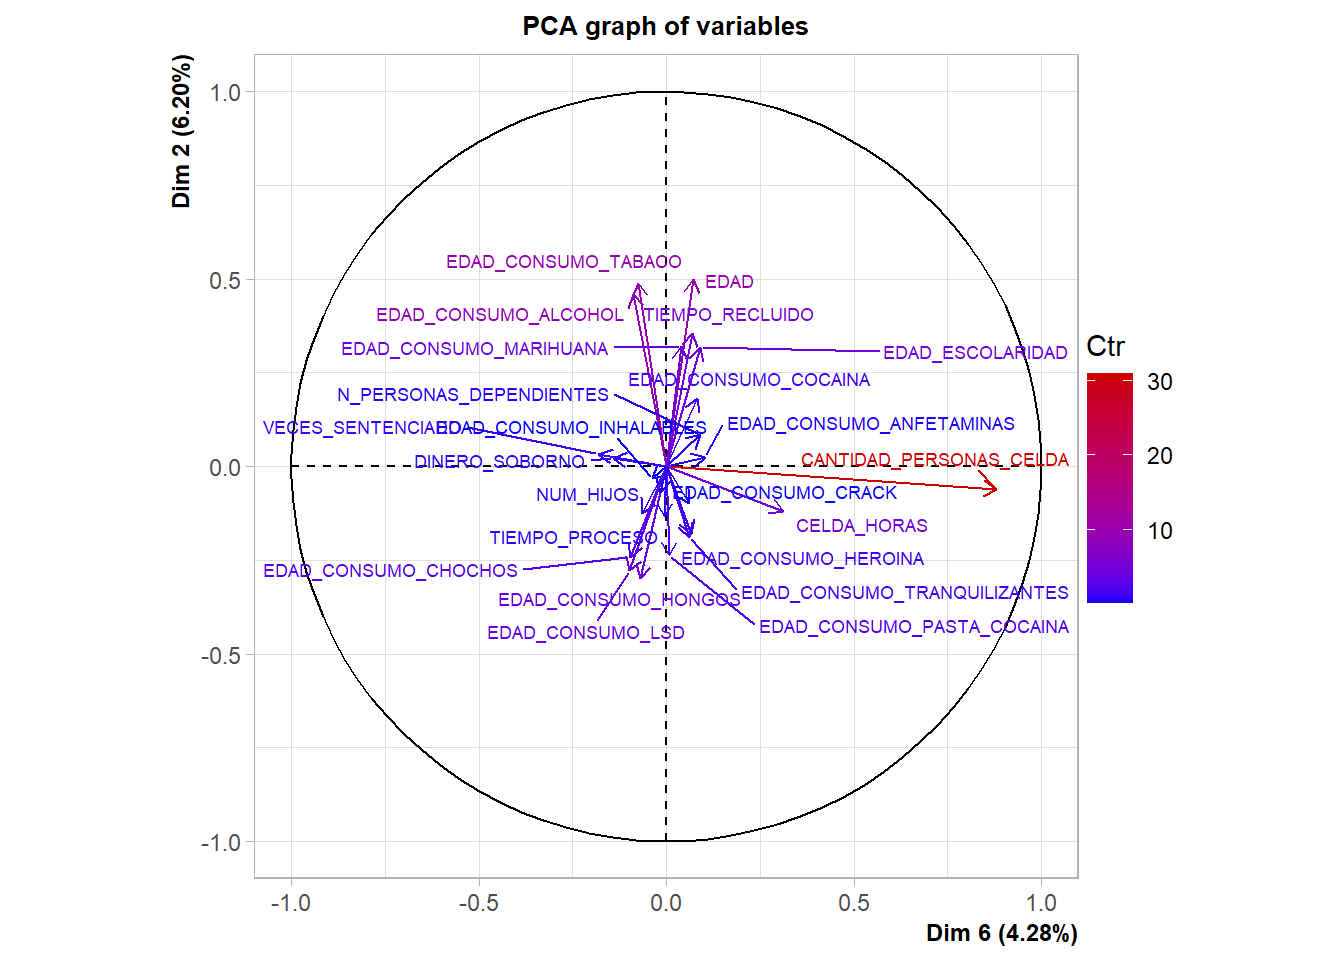 PCA graph of variables
Dim 2 (6.20%)
1.0
0.5
0.0
-0.5
-1.0
EDAD_CONSUMO_TABACO
EDAD
EDAD_CONSUMO_ALCOHOL
TIEMPO_RECLUIDO
EDAD_CONSUMO_MARIHUANA
EDAD_ESCOLARIDAD
EDAD_CONSUMO_COCAINA
N_PERSONAS_DEPENDIENTES
VECES_SENTENCIADO
EDAD_CONSUMO_INHALABLES
EDAD_CONSUMO_ANFETAMINAS
DINERO_SOBORNO
CANTIDAD_PERSONAS_CELDA
NUM_HIJOS
EDAD_CONSUMO_CRACK
CELDA_HORAS
TIEMPO_PROCESO
EDAD_CONSUMO_HEROINA
EDAD_CONSUMO_CHOCHOS
EDAD_CONSUMO_TRANQUILIZANTES
EDAD_CONSUMO_HONGOS
EDAD_CONSUMO_LSD
EDAD_CONSUMO_PASTA_COCAINA
Ctr
30
20
10
-1.0
-0.5
0.0
0.5
1.0
Dim 6 (4.28%)